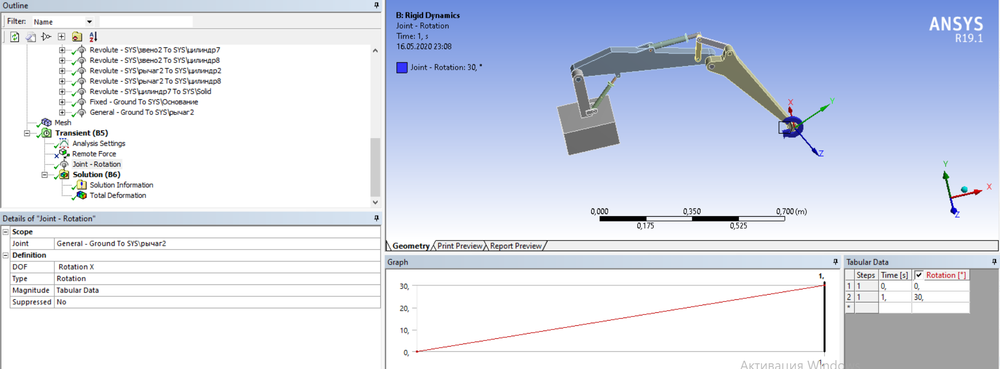 Outline
Filter: Name
Revolute - SYS\звено2 To SYS\цилиндр7
Revolute - SYS\звено2 To SYS\цилиндр8
Revolute - SYS\рычаг2 To SYS\цилиндр2
Revolute - SYS\рычаг2 To SYS\цилиндр8
Revolute - SYS\цилиндр7 To SYS\Solid
Fixed - Ground To SYS\Основание
General - Ground To SYS\рычаг2
Mesh
Transient (B5)
Analysis Settings
Remote Force
Joint - Rotation
Solution (B6)
Solution Information
Total Deformation
Details of "Joint - Rotation"
Scope
Joint General - Ground To SYS\рычаг2
Definition
DOF Rotation X
Type Rotation
Magnitude Tabular Data
Suppressed No
B: Rigid Dynamics
Joint - Rotation
Time: 1, s
16.05.2020 23:08
Joint - Rotation: 30, °
ANSYS
R19.1
X
Y
Z
Y
X
Z
0,000 0,350 0,700 (m)
0,175 0,525
Geometry Print Preview Report Preview
Graph
1,
30,
20,
10,
0,
1,
Tabular Data
Steps Time [s] Rotation [°]
1 1 0, 0,
2 1 1, 30,
*
Активация Windows